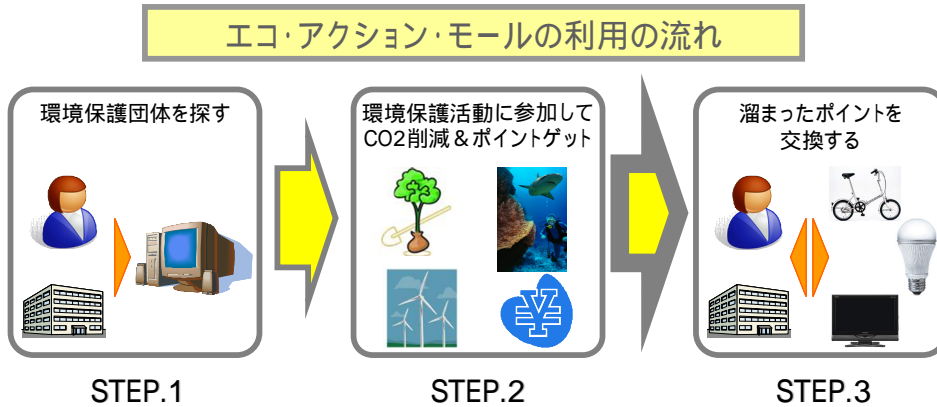 エコ・アクション・モールの利用の流れ
環境保護団体を探す
環境保護活動に参加して
CO2削減＆ポイントゲット
溜まったポイントを
交換する
STEP.1
STEP.2
STEP.3